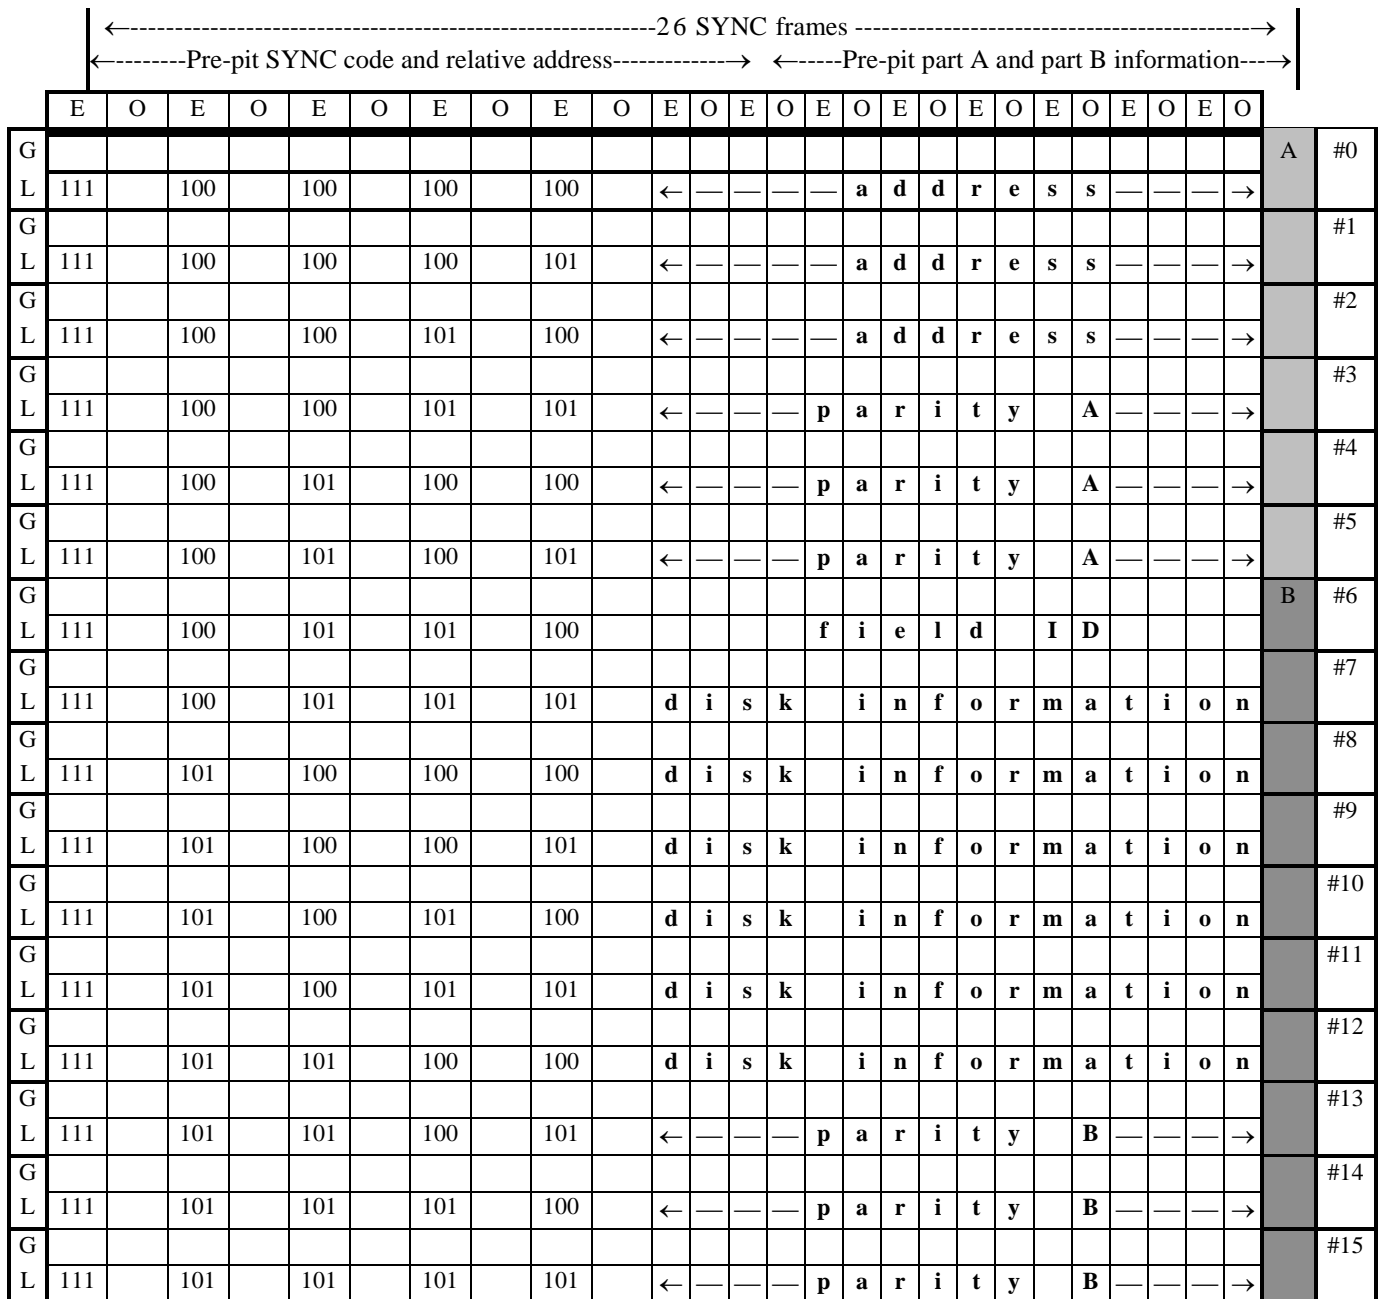 ←---26 SYNC frames---→
←---Pre-pit SYNC code and relative address---→ ←---Pre-pit part A and part B information---→
E O E O E O E O E O E O E O E O E O E O E O E O E O
G A #0
L 111 100 100 100 100 ← — — — — a d d r e s s — — — →
G #1
L 111 100 100 100 101 ← — — — — a d d r e s s — — — →
G #2
L 111 100 100 101 100 ← — — — — a d d r e s s — — — →
G #3
L 111 100 100 101 101 ← — — — p a r i t y A — — — →
G #4
L 111 100 101 100 100 ← — — — p a r i t y A — — — →
G #5
L 111 100 101 100 101 ← — — — p a r i t y A — — — →
G B #6
L 111 100 101 101 100 f i e l d I D
G #7
L 111 100 101 101 101 d i s k i n f o r m a t i o n
G #8
L 111 101 100 100 100 d i s k i n f o r m a t i o n
G #9
L 111 101 100 100 101 d i s k i n f o r m a t i o n
G #10
L 111 101 100 101 100 d i s k i n f o r m a t i o n
G #11
L 111 101 100 101 101 d i s k i n f o r m a t i o n
G #12
L 111 101 101 100 100 d i s k i n f o r m a t i o n
G #13
L 111 101 101 100 101 ← — — — p a r i t y B — — — →
G #14
L 111 101 101 101 100 ← — — — p a r i t y B — — — →
G #15
L 111 101 101 101 101 ← — — — p a r i t y B — — — →